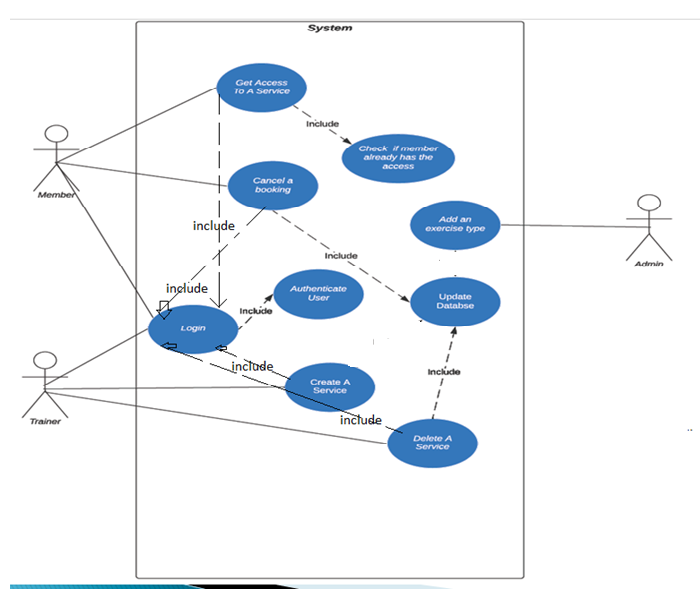 System
Get Access
To A Service
Include
Check if member
already has the
access
Member
Cancel a
booking
Add an
exercise type
include
Admin
Include
include
Authenticate
User
Update
Databse
Include
Login
include
Create A
Service
Include
Trainer
include
Delete A
Service